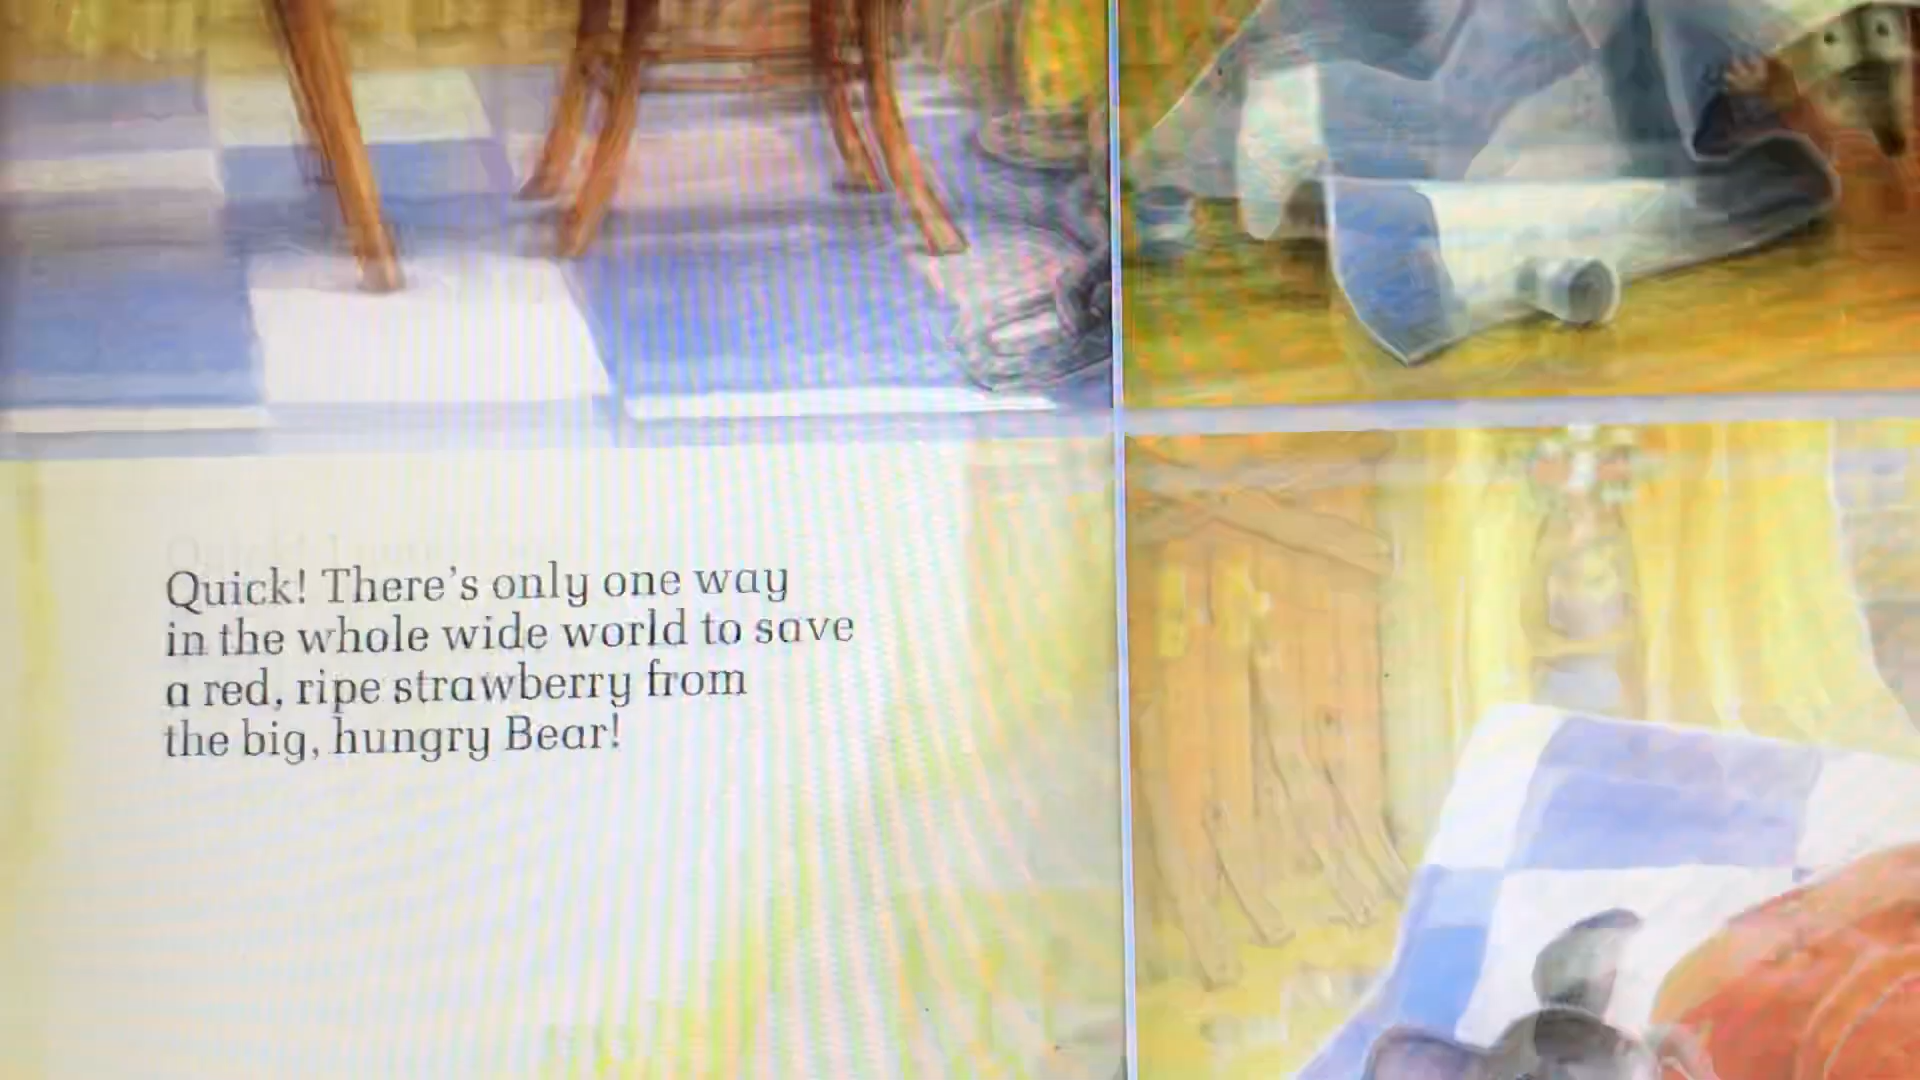 Quick! There's only one way
in the whole wide world to save
a red, ripe strawberry from
the big, hungry Bear!